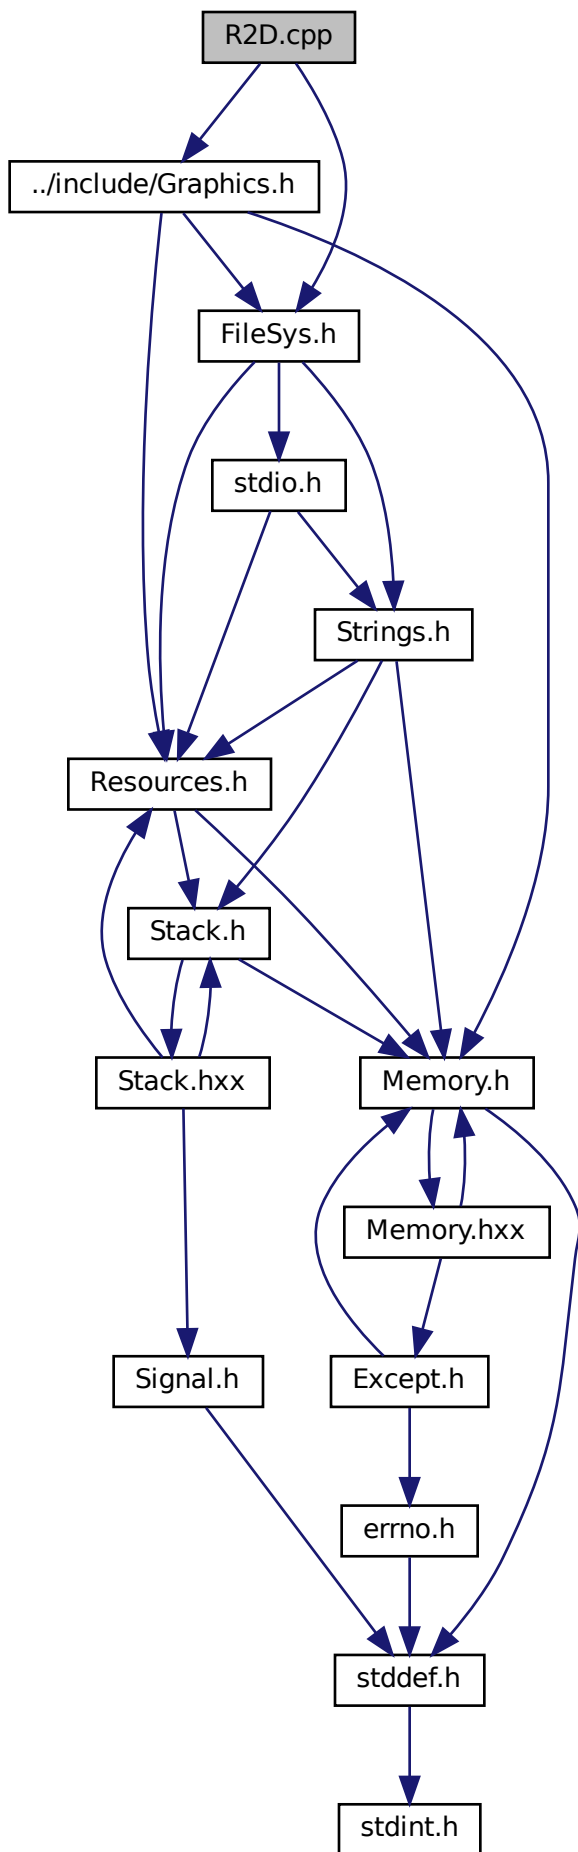 R2D.cpp
../include/Graphics.h
FileSys.h
stdio.h
Strings.h
Resources.h
Stack.h
Stack.hxx
Memory.h
Memory.hxx
Signal.h
Except.h
errno.h
stddef.h
stdint.h